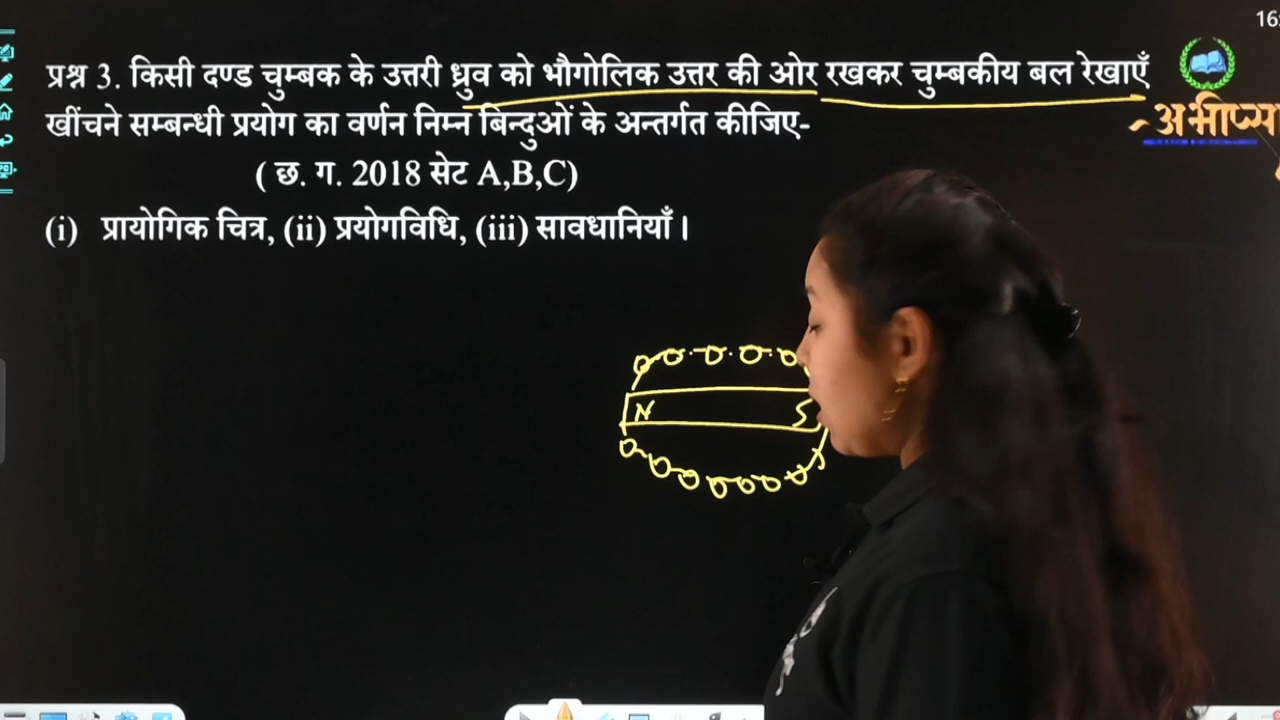 16:
प्रश्न 3. किसी दण्ड चुम्बक के उत्तरी ध्रुव को भौगोलिक उत्तर की ओर रखकर चुम्बकीय बल रेखाएँ
खींचने सम्बन्धी प्रयोग का वर्णन निम्न बिन्दुओं के अन्तर्गत कीजिए-
( छ. ग. 2018 सेट A,B,C)
(i) प्रायोगिक चित्र, (ii) प्रयोगविधि, (iii) सावधानियाँ।
अभीप्स
N S